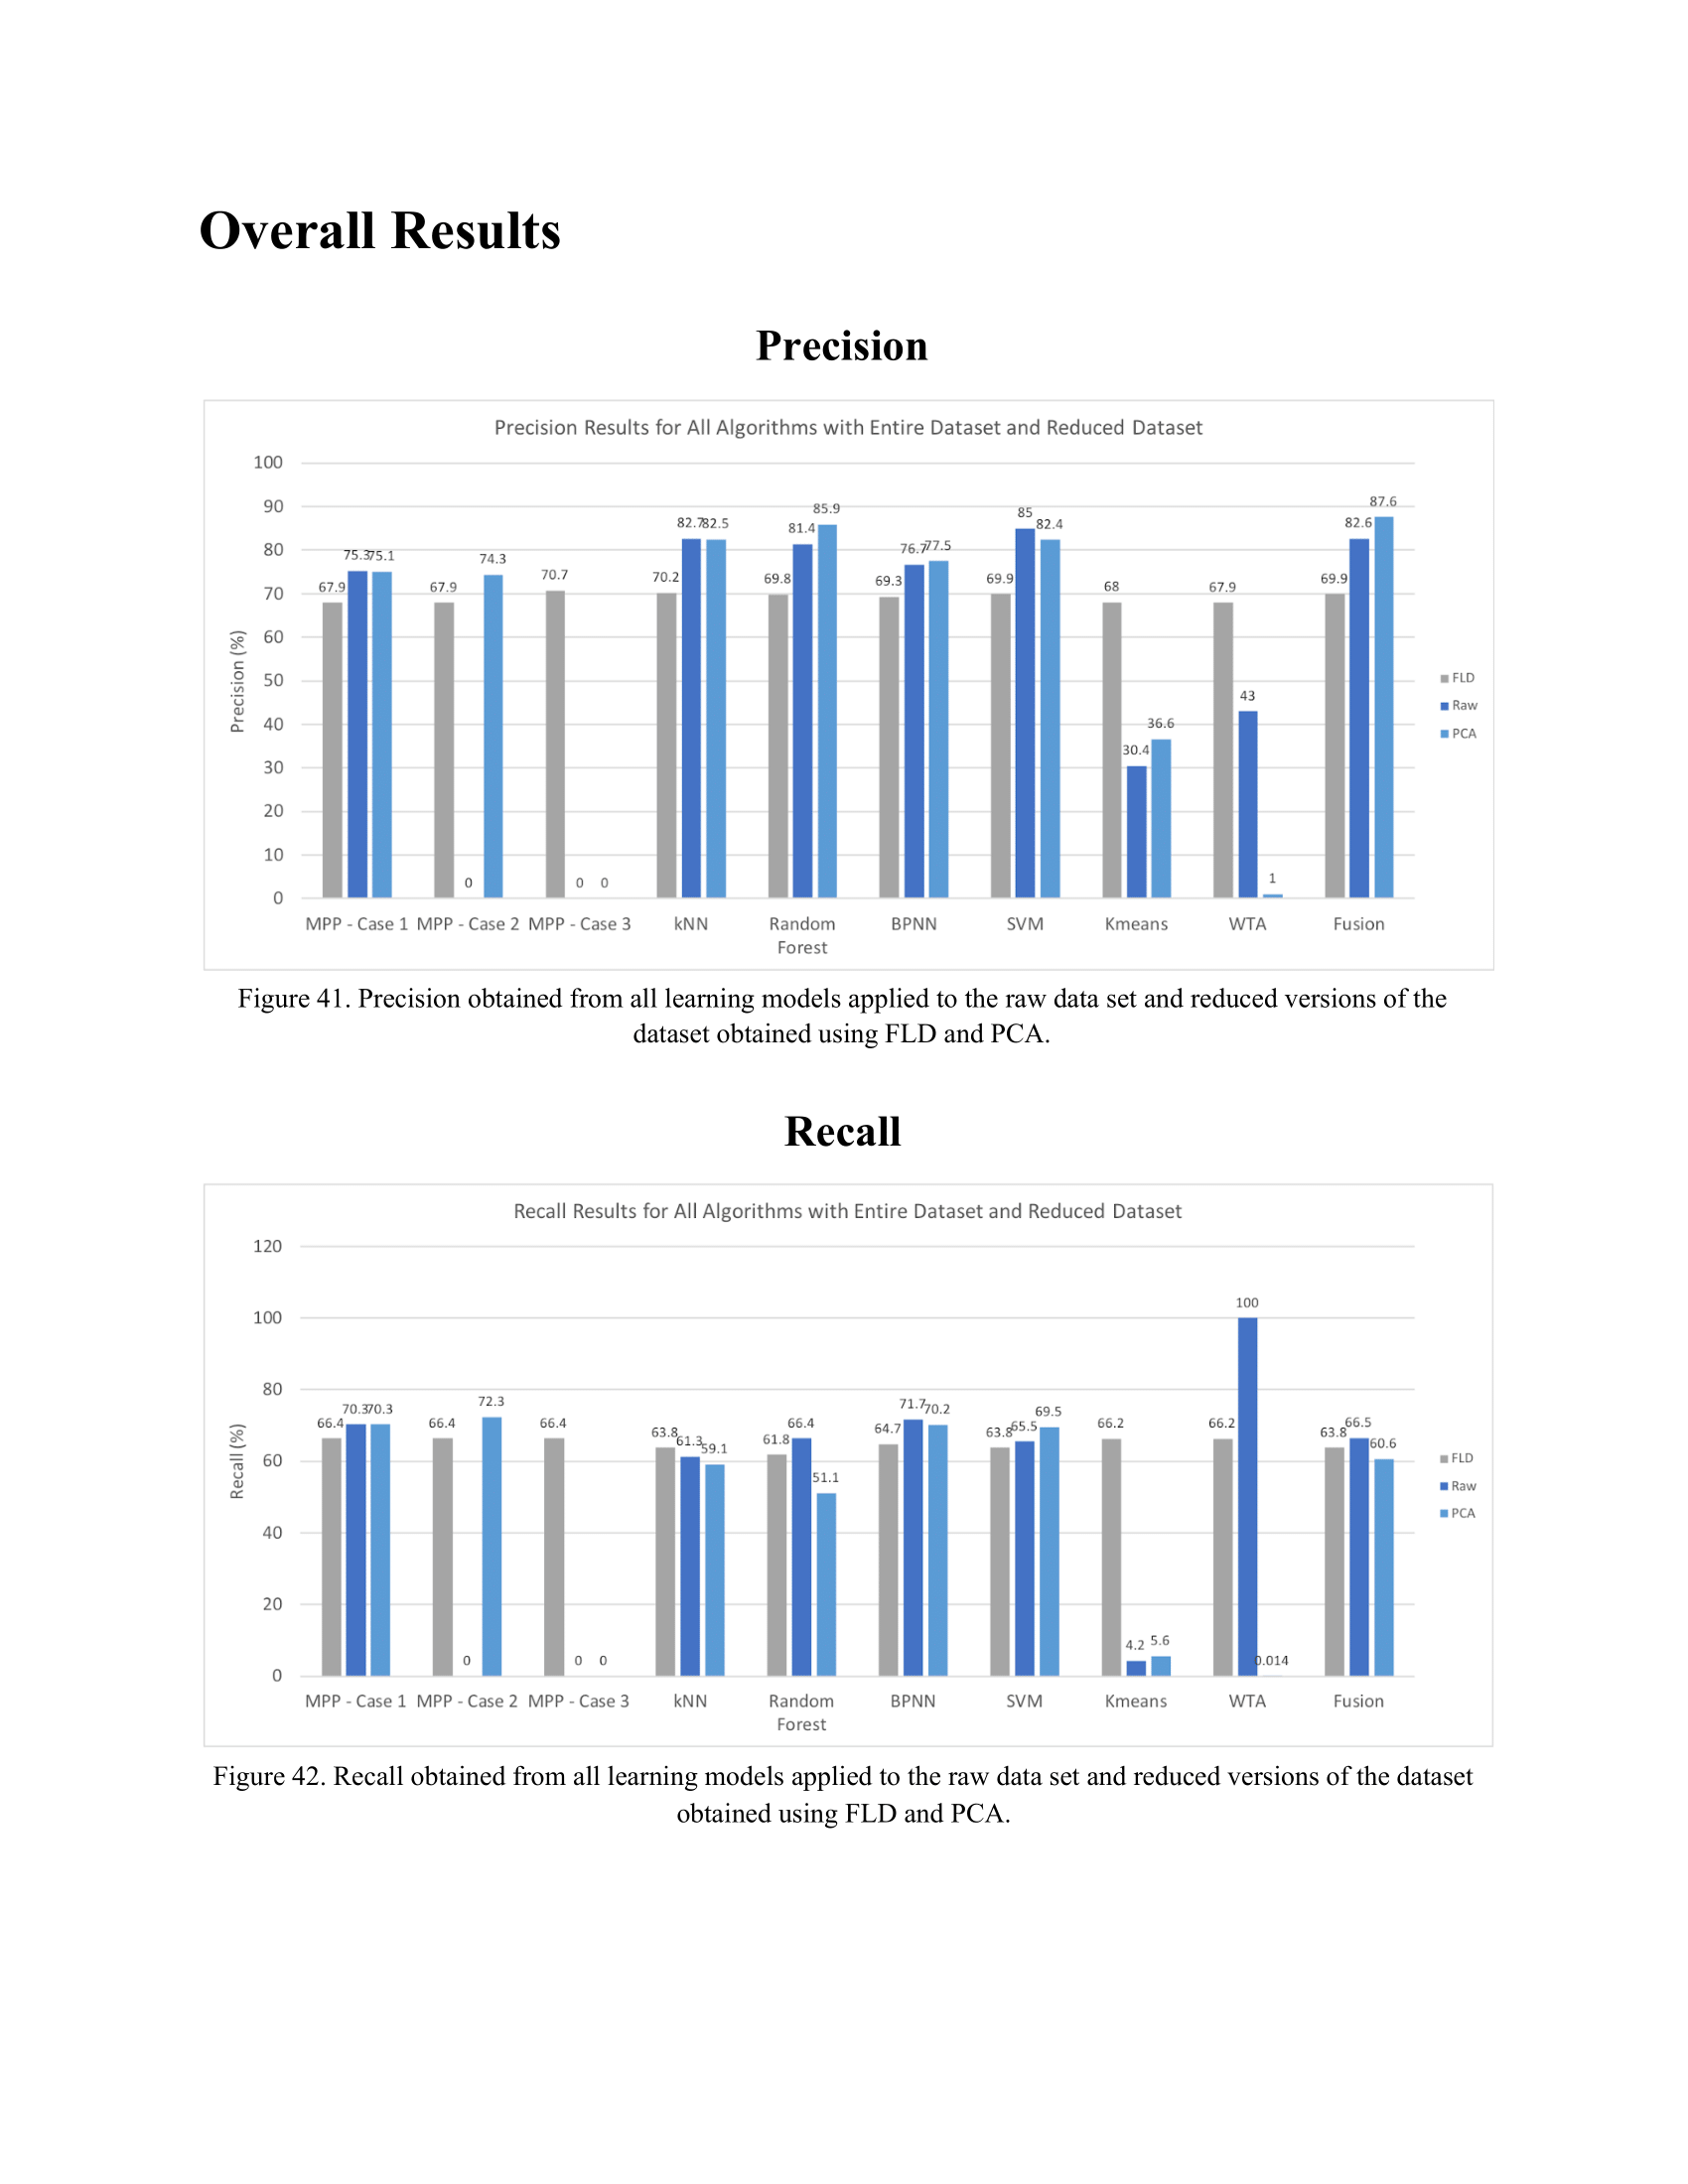 Overall Results
Precision
Precision Results for All Algorithms with Entire Dataset and Reduced Dataset
100
90
80
70
60
50
40
30
20
10
0
Precision (%)
67.9 75.3 75.1
67.9 0 74.3
70.7 0 0
70.2 82.7 82.5
69.8 81.4 85.9
69.3 76.7 77.5
69.9 85 82.4
68 30.4 36.6
67.9 43 1
69.9 82.6 87.6
MPP - Case 1 MPP - Case 2 MPP - Case 3 kNN Random BPNN SVM Kmeans WTA Fusion
Forest
FLD
Raw
PCA
Figure 41. Precision obtained from all learning models applied to the raw data set and reduced versions of the
dataset obtained using FLD and PCA.
Recall
Recall Results for All Algorithms with Entire Dataset and Reduced Dataset
120
100
80
60
40
20
0
Recall (%)
66.4 70.3 70.3
66.4 0 72.3
66.4 0 0
63.8 61.3 59.1
61.8 66.4 51.1
64.7 71.7 70.2
63.8 65.5 69.5
66.2 4.2 5.6
66.2 100 0.014
63.8 66.5 60.6
MPP - Case 1 MPP - Case 2 MPP - Case 3 kNN Random BPNN SVM Kmeans WTA Fusion
Forest
FLD
Raw
PCA
Figure 42. Recall obtained from all learning models applied to the raw data set and reduced versions of the dataset
obtained using FLD and PCA.